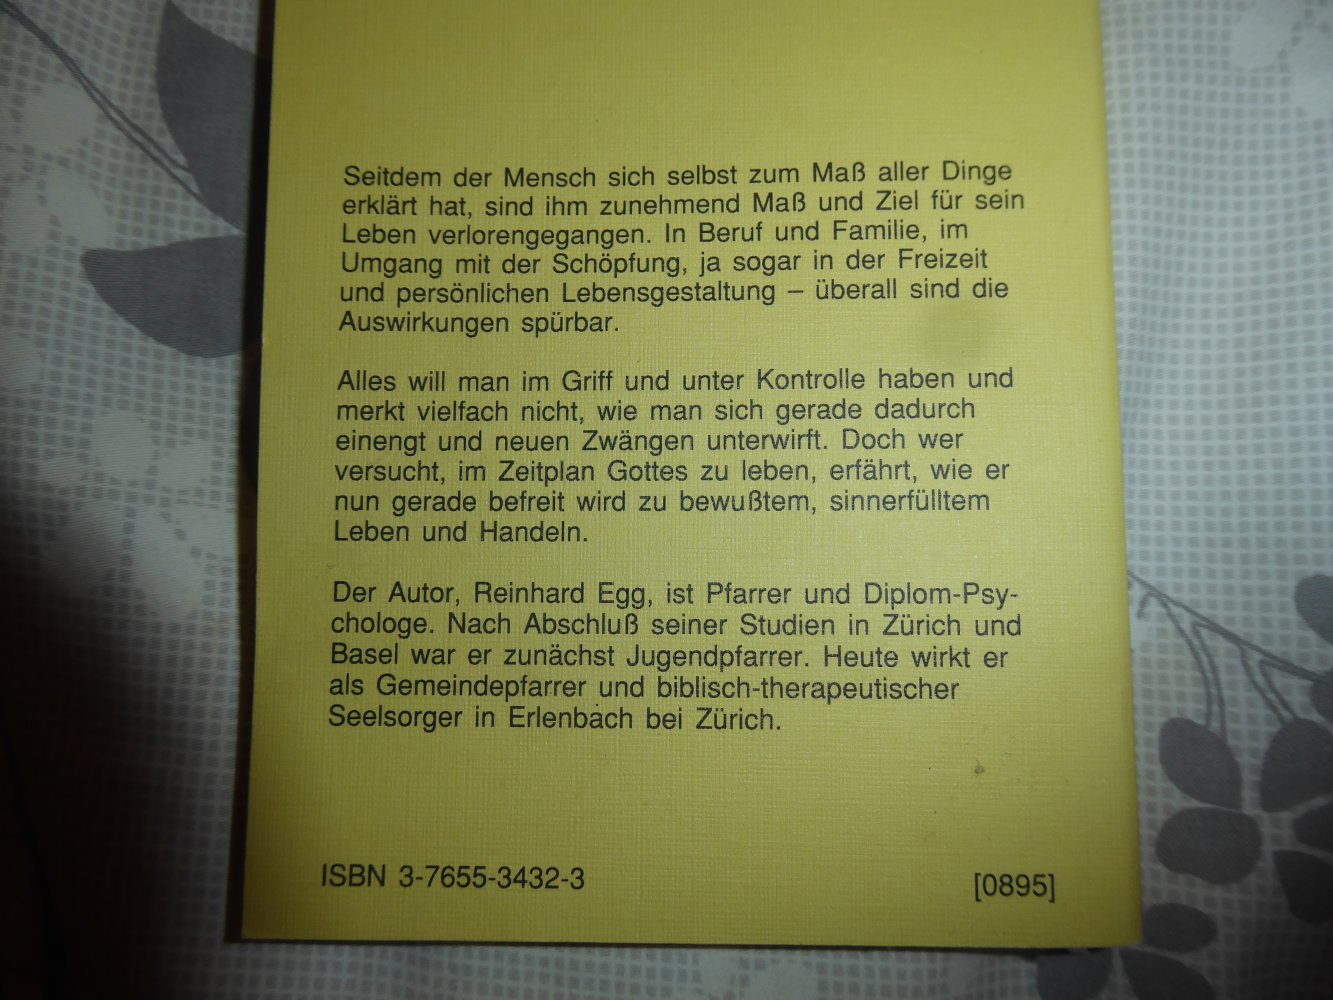 Seitdem der Mensch sich selbst zum Maß aller Dinge
erklärt hat, sind ihm zunehmend Maß und Ziel für sein
Leben verlorengegangen. In Beruf und Familie, im
Umgang mit der Schöpfung, ja sogar in der Freizeit
und persönlichen Lebensgestaltung – überall sind die
Auswirkungen spürbar.
Alles will man im Griff und unter Kontrolle haben und
merkt vielfach nicht, wie man sich gerade dadurch
einengt und neuen Zwängen unterwirft. Doch wer
versucht, im Zeitplan Gottes zu leben, erfährt, wie er
nun gerade befreit wird zu bewußtem, sinnerfülltem
Leben und Handeln.
Der Autor, Reinhard Egg, ist Pfarrer und Diplom-Psy-
chologe. Nach Abschluß seiner Studien in Zürich und
Basel war er zunächst Jugendpfarrer. Heute wirkt er
als Gemeindepfarrer und biblisch-therapeutischer
Seelsorger in Erlenbach bei Zürich.
ISBN 3-7655-3432-3
[0895]